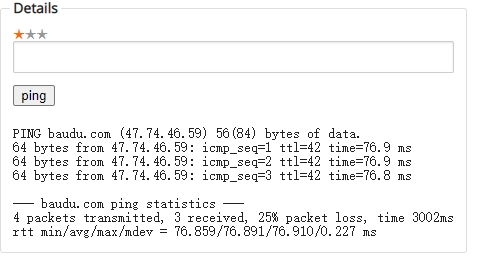 Details
ping
PING baudu.com (47.74.46.59) 56(84) bytes of data.
64 bytes from 47.74.46.59: icmp_seq=1 ttl=42 time=76.9 ms
64 bytes from 47.74.46.59: icmp_seq=2 ttl=42 time=76.9 ms
64 bytes from 47.74.46.59: icmp_seq=3 ttl=42 time=76.8 ms
--- baudu.com ping statistics ---
4 packets transmitted, 3 received, 25% packet loss, time 3002ms
rtt min/avg/max/mdev = 76.859/76.891/76.910/0.227 ms